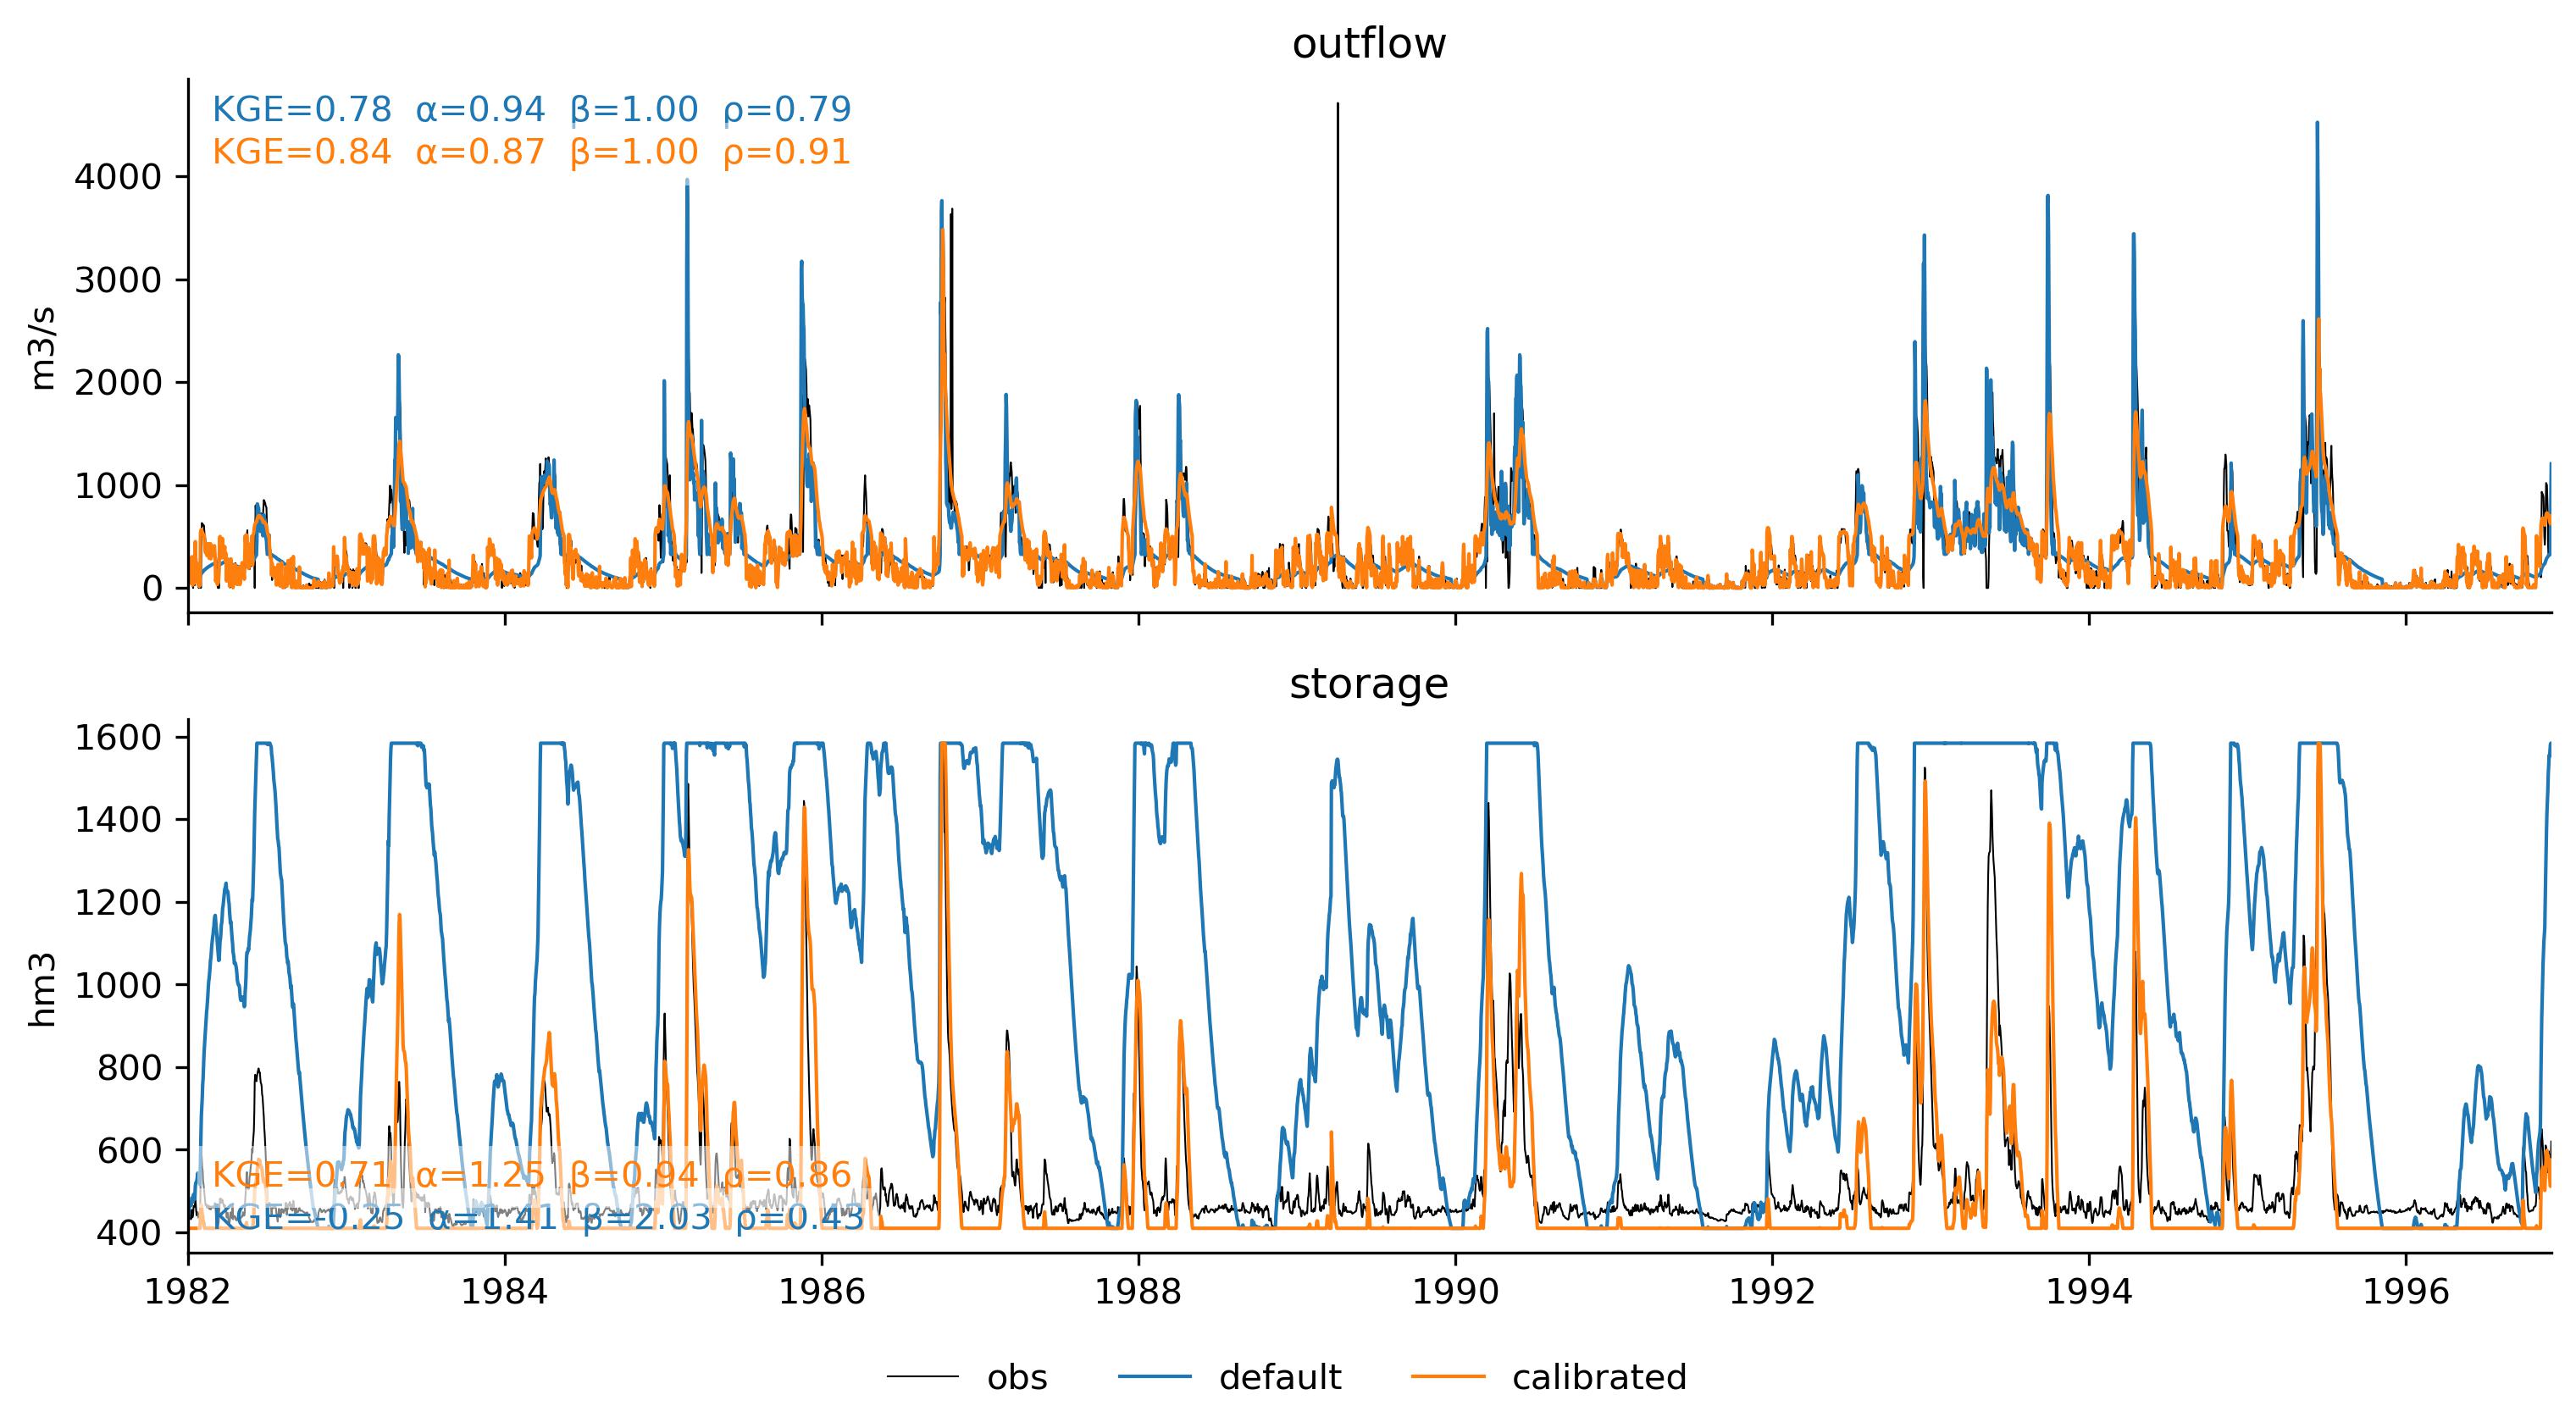 outflow
KGE=0.78 α=0.94 β=1.00 ρ=0.79
KGE=0.84 α=0.87 β=1.00 ρ=0.91
m3/s
4000
3000
2000
1000
0
storage
hm3
1600
1400
1200
1000
800
600
400
KGE=0.71 α=1.25 β=0.94 ρ=0.86
KGE=-0.25 α=1.41 β=2.03 ρ=0.43
1982 1984 1986 1988 1990 1992 1994 1996
obs default calibrated